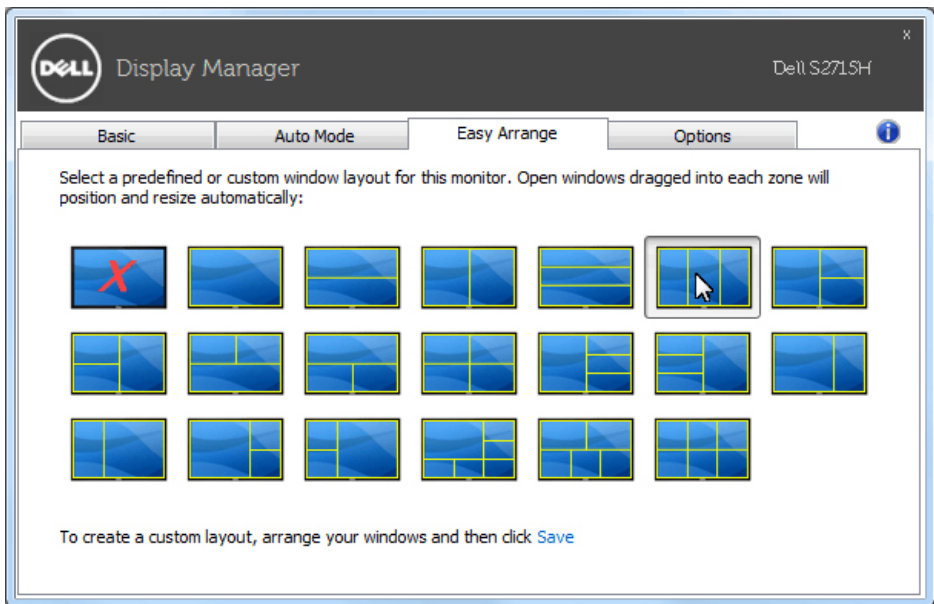 x
DELL Display Manager
Dell S2715H
Basic
Auto Mode
Easy Arrange
Options
i
Select a predefined or custom window layout for this monitor. Open windows dragged into each zone will
position and resize automatically:
X
To create a custom layout, arrange your windows and then click Save